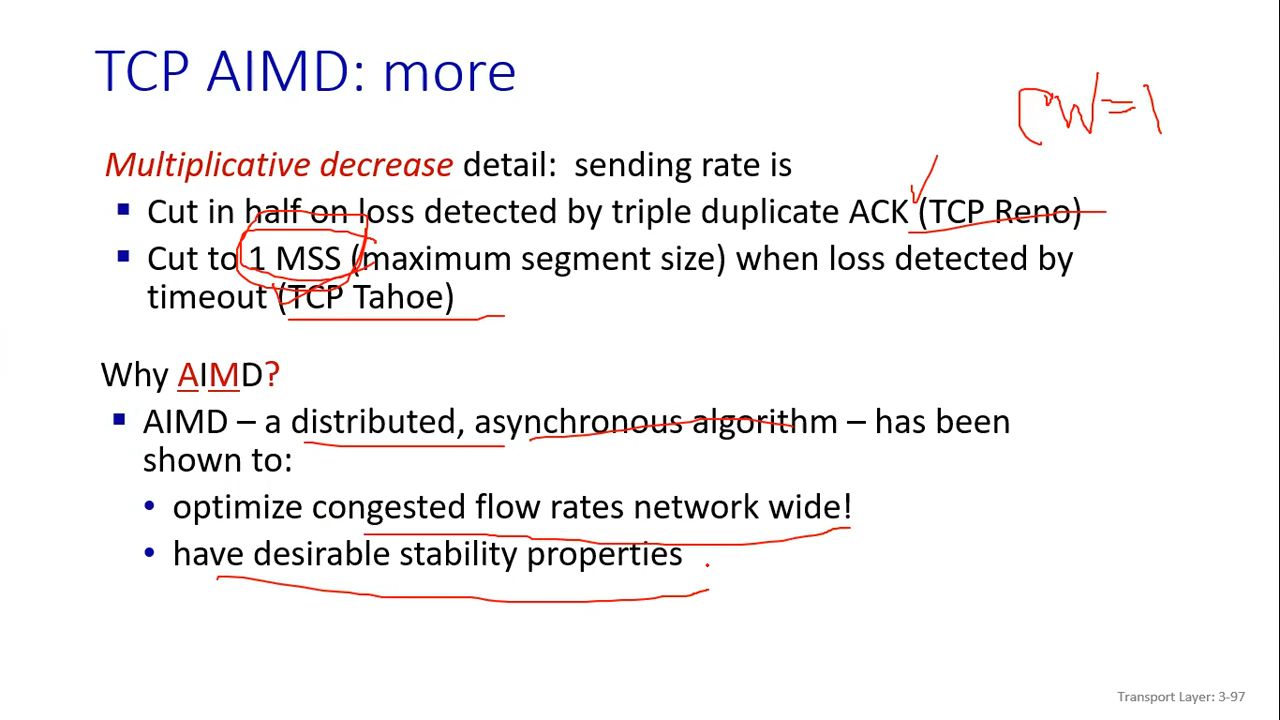 TCP AIMD: more
CW=1
Multiplicative decrease detail: sending rate is
▪ Cut in half on loss detected by triple duplicate ACK (TCP Reno)
▪ Cut to 1 MSS (maximum segment size) when loss detected by
timeout (TCP Tahoe)
Why AIMD?
▪ AIMD – a distributed, asynchronous algorithm – has been
shown to:
• optimize congested flow rates network wide!
• have desirable stability properties
Transport Layer: 3-97